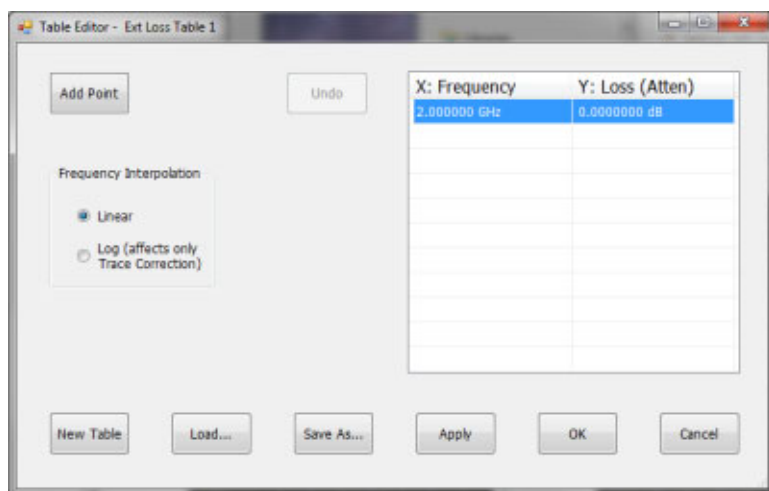 Table Editor - Ext Loss Table 1
Add Point
Undo
X: Frequency Y: Loss (Atten)
2.000000 GHz 0.0000000 dB
Frequency Interpolation
Linear
Log (affects only
Trace Correction)
New Table
Load...
Save As...
Apply
OK
Cancel